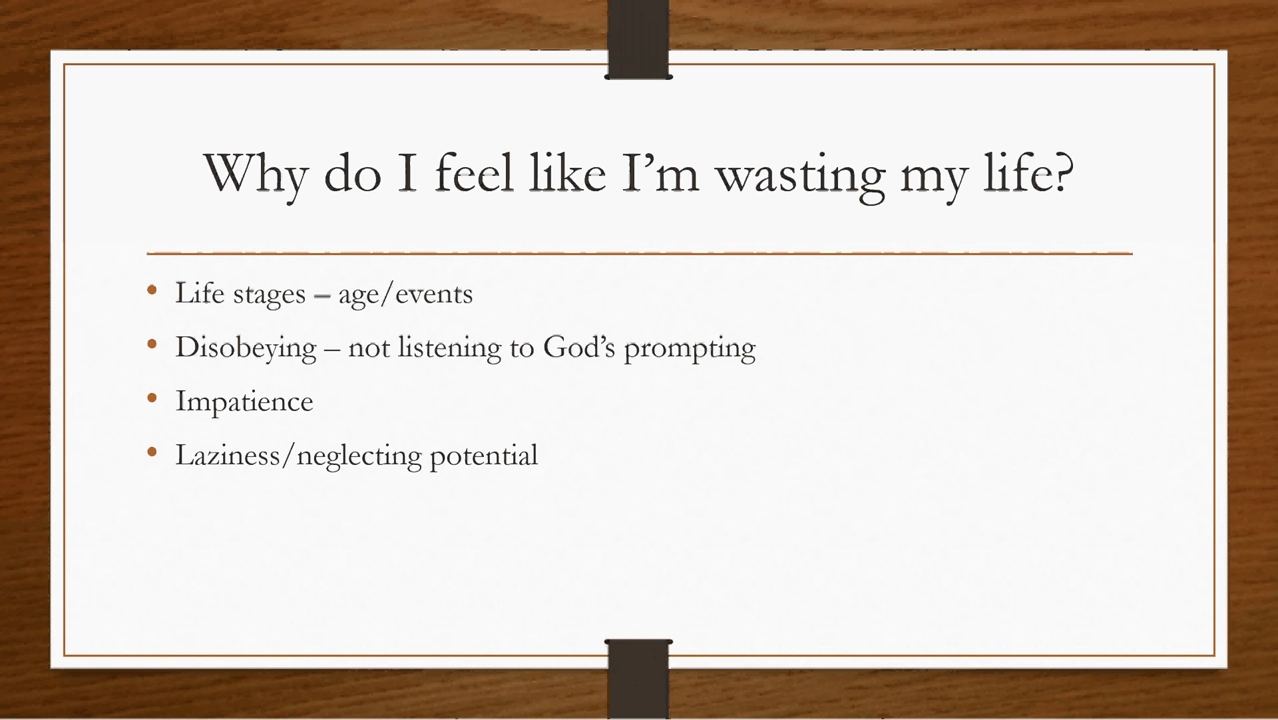 Why do I feel like I’m wasting my life?
• Life stages – age/events
• Disobeying – not listening to God’s prompting
• Impatience
• Laziness/neglecting potential